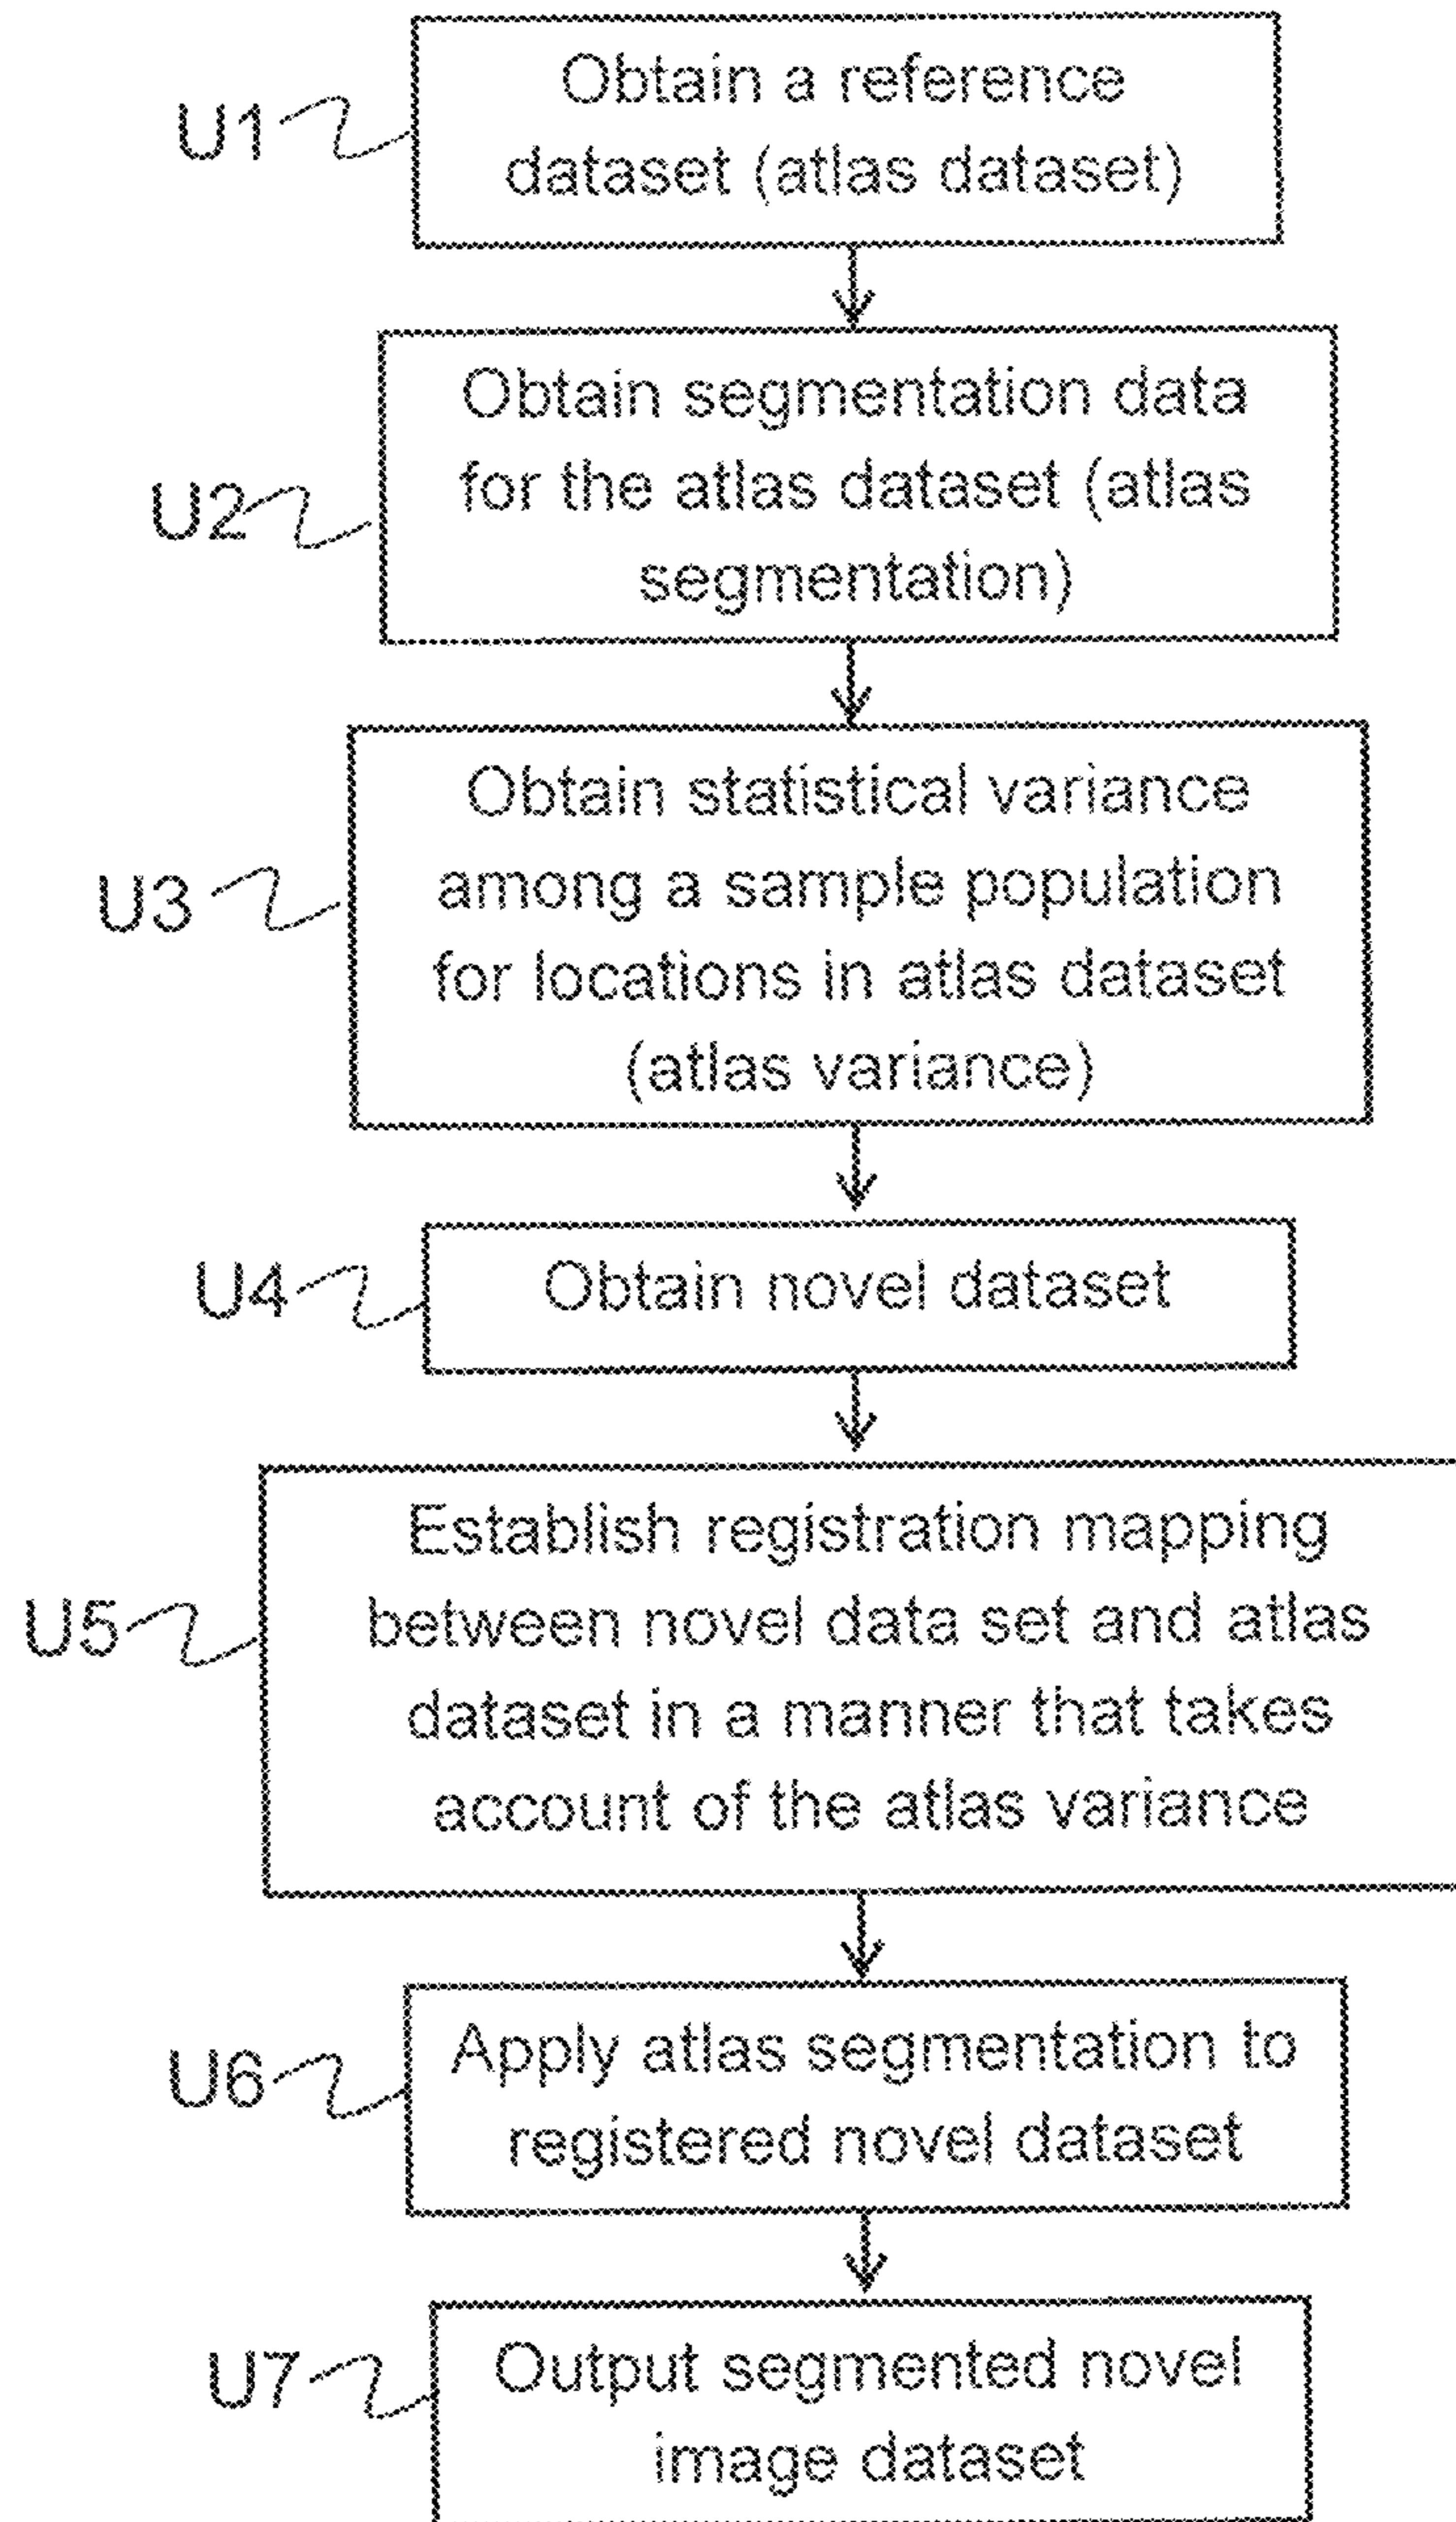 U1
Obtain a reference
dataset (atlas dataset)
U2
Obtain segmentation data
for the atlas dataset (atlas
segmentation)
U3
Obtain statistical variance
among a sample population
for locations in atlas dataset
(atlas variance)
U4
Obtain novel dataset
U5
Establish registration mapping
between novel data set and atlas
dataset in a manner that takes
account of the atlas variance
U6
Apply atlas segmentation to
registered novel dataset
U7
Output segmented novel
image dataset